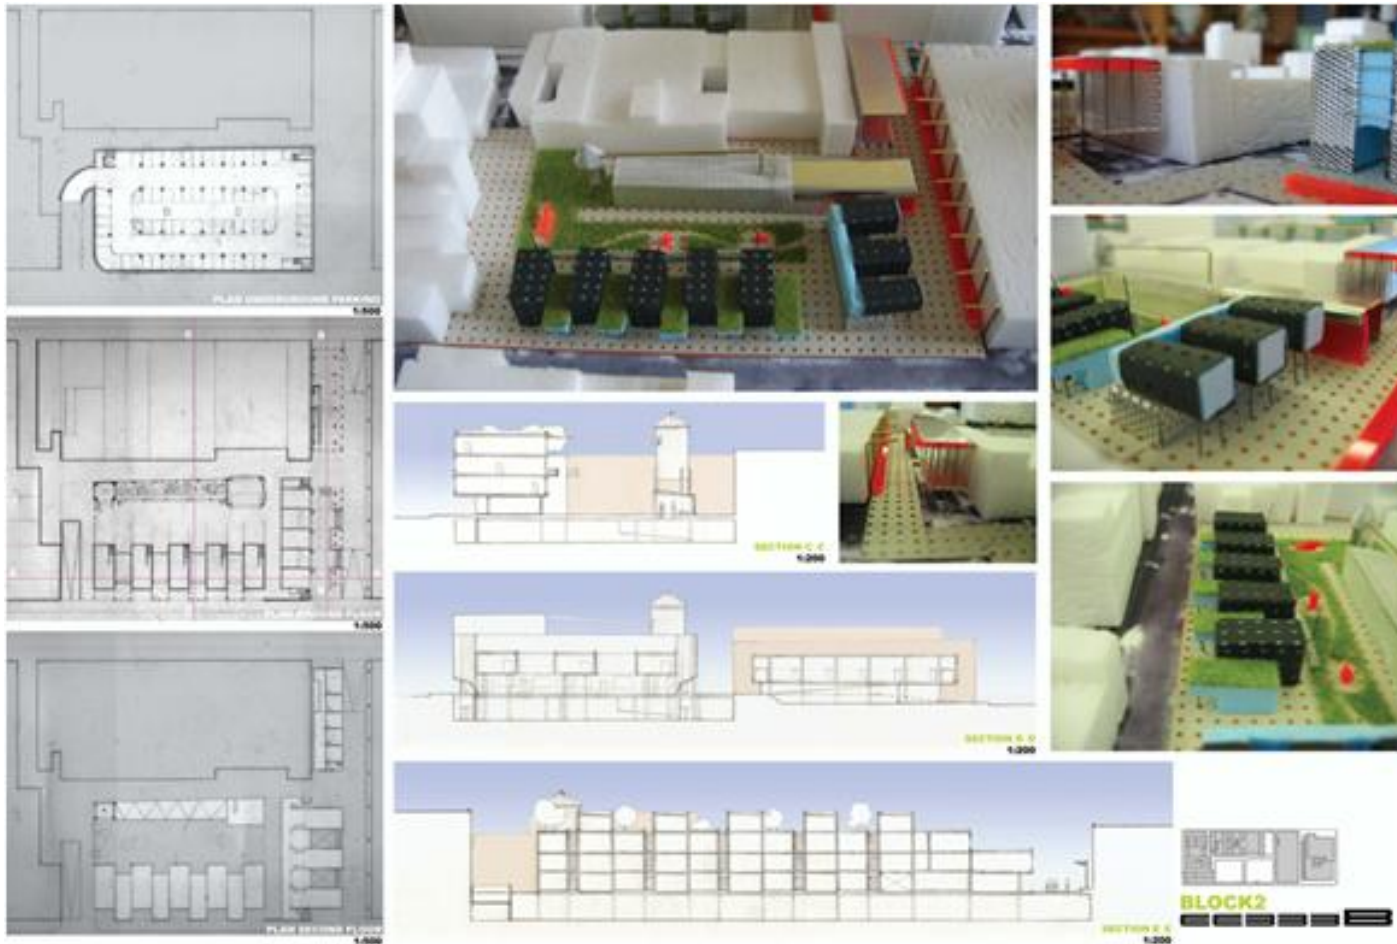 PLAN UNDERGROUND PARKING
1:500
1:500
PLAN SECOND FLOOR
1:500
SECTION C-C
1:200
SECTION
1:200
SECTION
1:200
BLOCK2